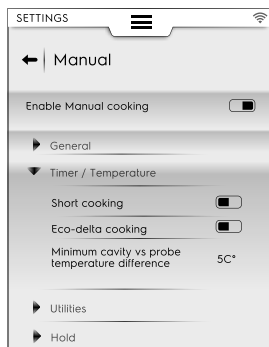 SETTINGS
Manual
Enable Manual cooking
General
Timer / Temperature
Short cooking
Eco-delta cooking
Minimum cavity vs probe
temperature difference
5C°
Utilities
Hold